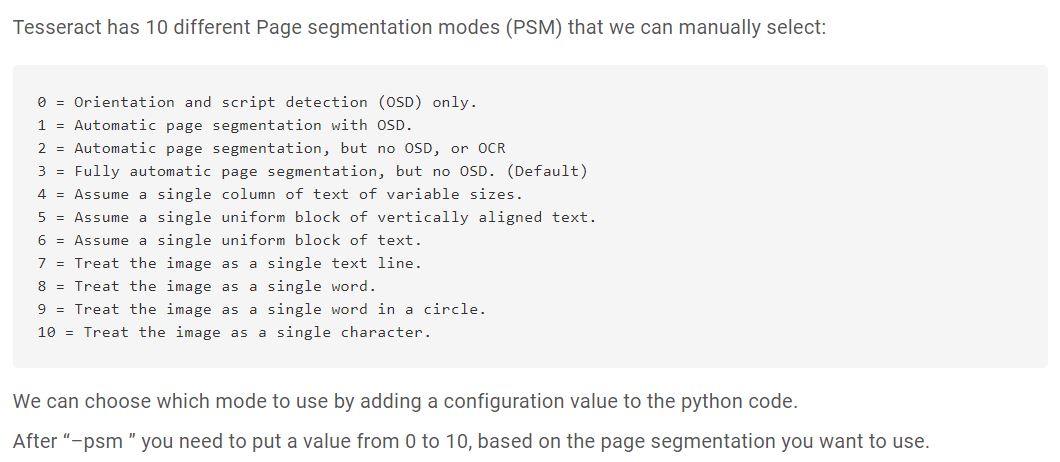 Tesseract has 10 different Page segmentation modes (PSM) that we can manually select:
0 = Orientation and script detection (OSD) only.
1 = Automatic page segmentation with OSD.
2 = Automatic page segmentation, but no OSD, or OCR
3 = Fully automatic page segmentation, but no OSD. (Default)
4 = Assume a single column of text of variable sizes.
5 = Assume a single uniform block of vertically aligned text.
6 = Assume a single uniform block of text.
7 = Treat the image as a single text line.
8 = Treat the image as a single word.
9 = Treat the image as a single word in a circle.
10 = Treat the image as a single character.
We can choose which mode to use by adding a configuration value to the python code.
After “–psm ” you need to put a value from 0 to 10, based on the page segmentation you want to use.